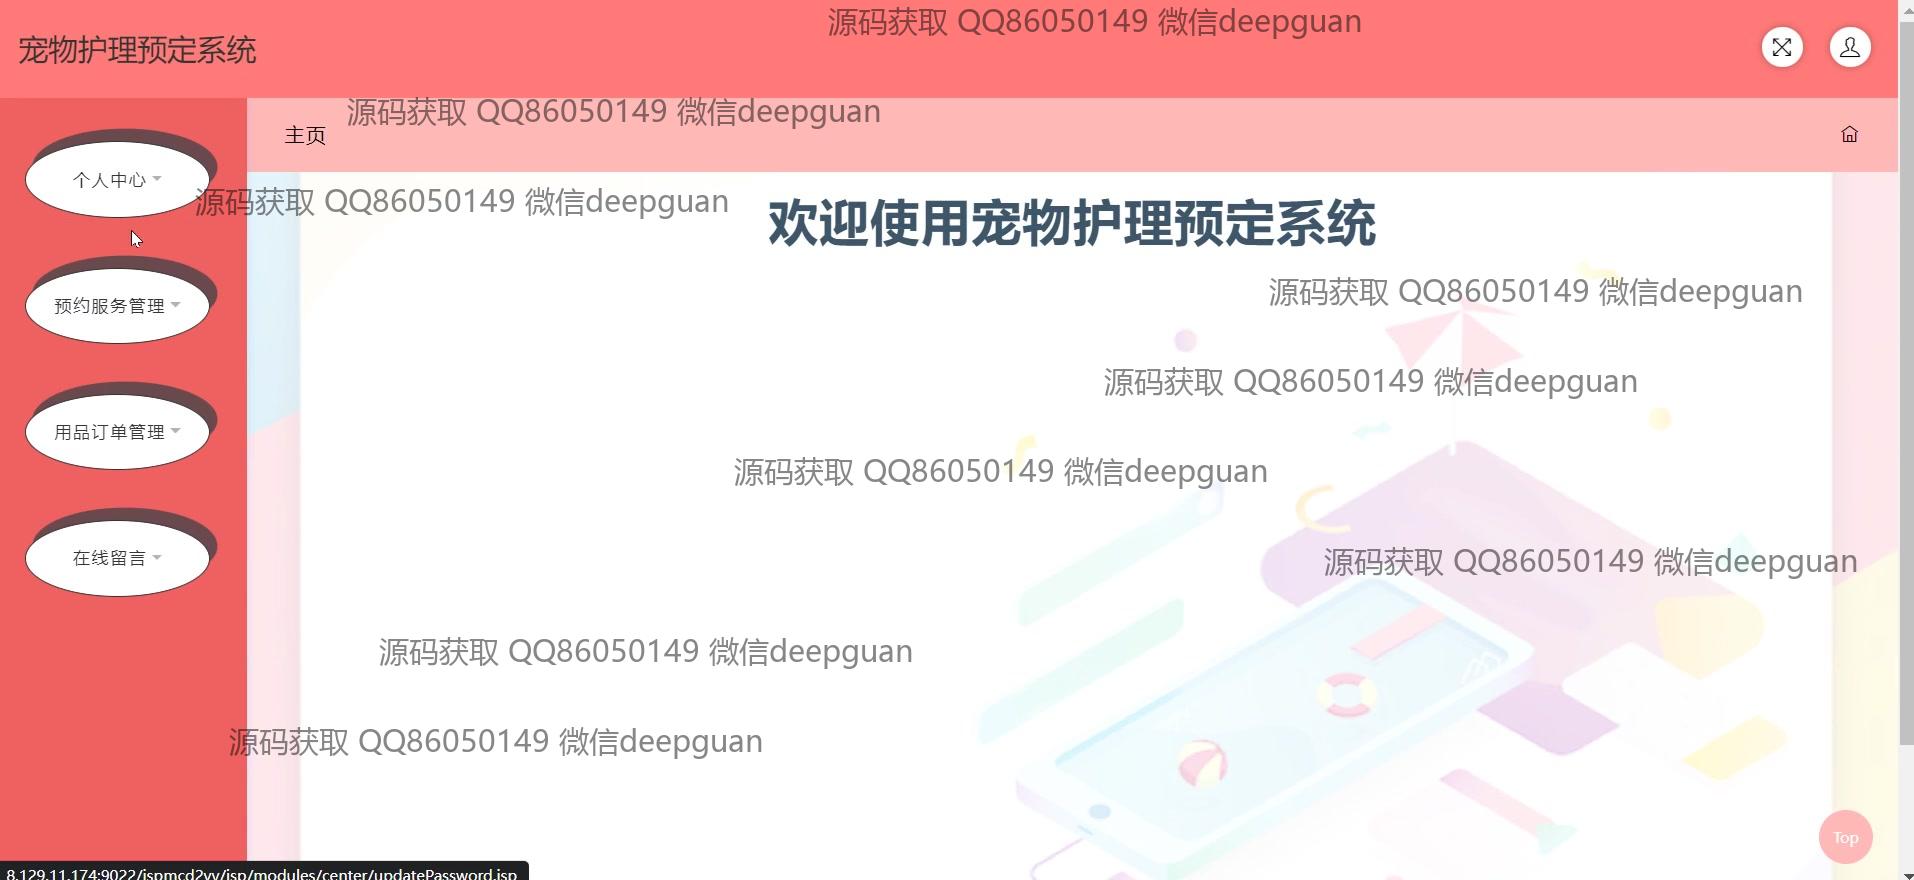 源码获取 QQ86050149 微信deepguan
宠物护理预定系统
源码获取 QQ86050149 微信deepguan
主页
个人中心
源码获取 QQ86050149 微信deepguan
欢迎使用宠物护理预定系统
源码获取 QQ86050149 微信deepguan
预约服务管理
源码获取 QQ86050149 微信deepguan
用品订单管理
源码获取 QQ86050149 微信deepguan
在线留言
源码获取 QQ86050149 微信deepguan
源码获取 QQ86050149 微信deepguan
源码获取 QQ86050149 微信deepguan
Top
8.129.11.174:9022/jspmcd2vv/jsp/modules/center/updatePassword.jsp